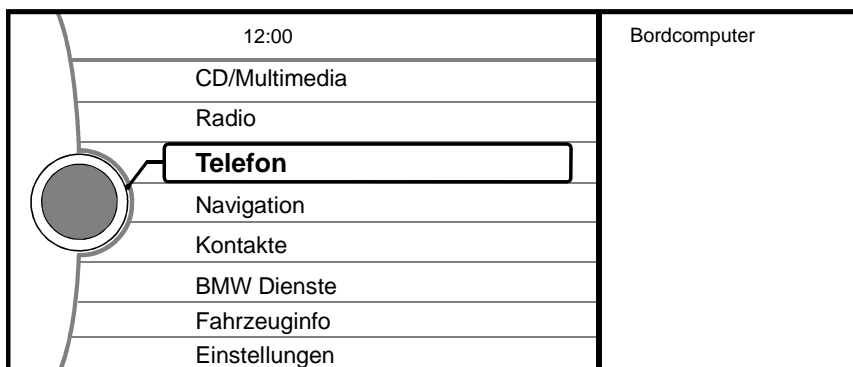 12:00
Bordcomputer
CD/Multimedia
Radio
Telefon
Navigation
Kontakte
BMW Dienste
Fahrzeuginfo
Einstellungen